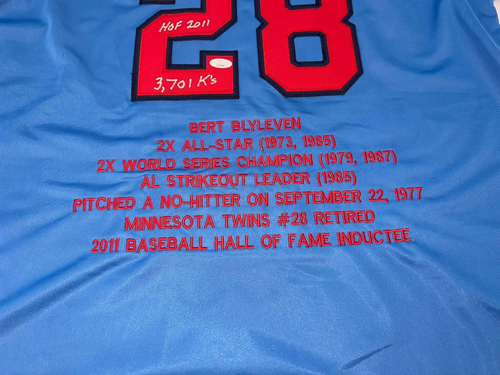 28
HOF 2011
3,701 K's
BERT BLYLEVEN
2X ALL-STAR (1973, 1985)
2X WORLD SERIES CHAMPION (1979, 1987)
AL STRIKEOUT LEADER (1985)
PITCHED A NO-HITTER ON SEPTEMBER 22, 1977
MINNESOTA TWINS #28 RETIRED
2011 BASEBALL HALL OF FAME INDUCTEE